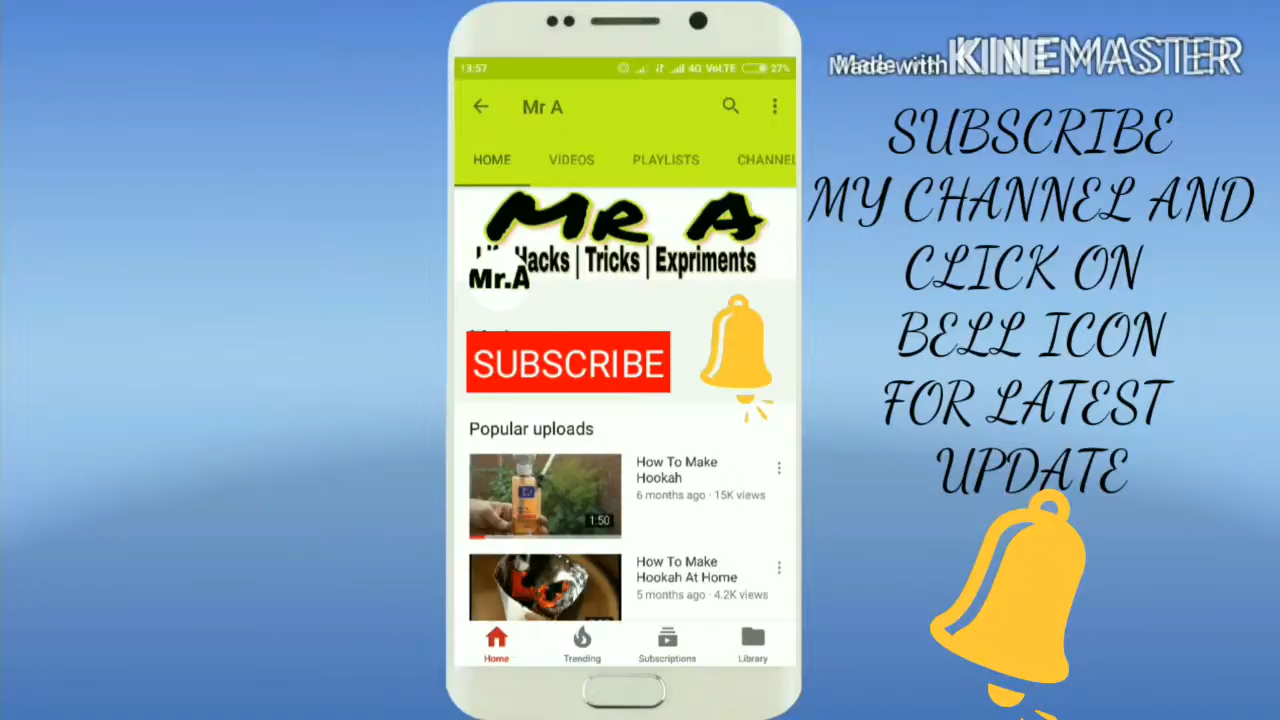 Made with KINEMASTER
13:57
4G VoLTE 27%
Mr A
HOME VIDEOS PLAYLISTS CHANNEL
Mr A
Hacks | Tricks | Expriments
Mr.A
SUBSCRIBE
Popular uploads
How To Make
Hookah
6 months ago · 15K views
1:50
How To Make
Hookah At Home
5 months ago · 4.2K views
Home Trending Subscriptions Library
SUBSCRIBE
MY CHANNEL AND
CLICK ON
BELL ICON
FOR LATEST
UPDATE